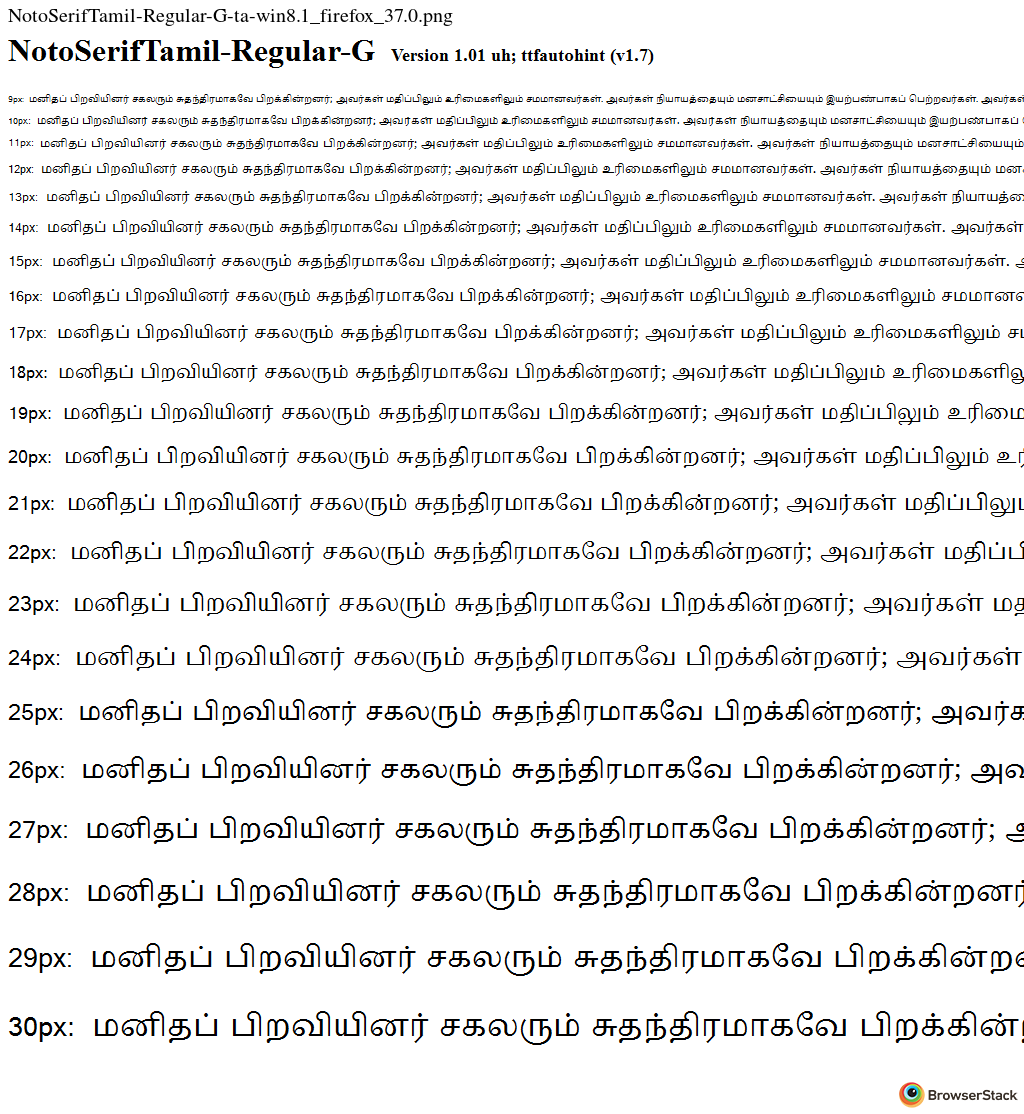 NotoSerifTamil-Regular-G-ta-win8.1_firefox_37.0.png
NotoSerifTamil-Regular-G Version 1.01 uh; ttfautohint (v1.7)
9px: மனிதப் பிறவியினர் சகலரும் சுதந்திரமாகவே பிறக்கின்றனர்; அவர்கள் மதிப்பிலும் உரிமைகளிலும் சமமானவர்கள். அவர்கள் நியாயத்தையும் மனசாட்சியையும் இயற்பண்பாகப் பெற்றவர்கள். அவர்கள்
10px: மனிதப் பிறவியினர் சகலரும் சுதந்திரமாகவே பிறக்கின்றனர்; அவர்கள் மதிப்பிலும் உரிமைகளிலும் சமமானவர்கள். அவர்கள் நியாயத்தையும் மனசாட்சியையும் இயற்பண்பாகப்
11px: மனிதப் பிறவியினர் சகலரும் சுதந்திரமாகவே பிறக்கின்றனர்; அவர்கள் மதிப்பிலும் உரிமைகளிலும் சமமானவர்கள். அவர்கள் நியாயத்தையும் மனசாட்சியையும்
12px: மனிதப் பிறவியினர் சகலரும் சுதந்திரமாகவே பிறக்கின்றனர்; அவர்கள் மதிப்பிலும் உரிமைகளிலும் சமமானவர்கள். அவர்கள் நியாயத்தையும் மன
13px: மனிதப் பிறவியினர் சகலரும் சுதந்திரமாகவே பிறக்கின்றனர்; அவர்கள் மதிப்பிலும் உரிமைகளிலும் சமமானவர்கள். அவர்கள் நியாயத்தை
14px: மனிதப் பிறவியினர் சகலரும் சுதந்திரமாகவே பிறக்கின்றனர்; அவர்கள் மதிப்பிலும் உரிமைகளிலும் சமமானவர்கள். அவர்கள்
15px: மனிதப் பிறவியினர் சகலரும் சுதந்திரமாகவே பிறக்கின்றனர்; அவர்கள் மதிப்பிலும் உரிமைகளிலும் சமமானவர்கள்.
16px: மனிதப் பிறவியினர் சகலரும் சுதந்திரமாகவே பிறக்கின்றனர்; அவர்கள் மதிப்பிலும் உரிமைகளிலும் சமமான
17px: மனிதப் பிறவியினர் சகலரும் சுதந்திரமாகவே பிறக்கின்றனர்; அவர்கள் மதிப்பிலும் உரிமைகளிலும் ச
18px: மனிதப் பிறவியினர் சகலரும் சுதந்திரமாகவே பிறக்கின்றனர்; அவர்கள் மதிப்பிலும் உரிமைகளிலு
19px: மனிதப் பிறவியினர் சகலரும் சுதந்திரமாகவே பிறக்கின்றனர்; அவர்கள் மதிப்பிலும் உரிமை
20px: மனிதப் பிறவியினர் சகலரும் சுதந்திரமாகவே பிறக்கின்றனர்; அவர்கள் மதிப்பிலும் உரி
21px: மனிதப் பிறவியினர் சகலரும் சுதந்திரமாகவே பிறக்கின்றனர்; அவர்கள் மதிப்பிலும்
22px: மனிதப் பிறவியினர் சகலரும் சுதந்திரமாகவே பிறக்கின்றனர்; அவர்கள் மதிப்பி
23px: மனிதப் பிறவியினர் சகலரும் சுதந்திரமாகவே பிறக்கின்றனர்; அவர்கள் மதி
24px: மனிதப் பிறவியினர் சகலரும் சுதந்திரமாகவே பிறக்கின்றனர்; அவர்கள்
25px: மனிதப் பிறவியினர் சகலரும் சுதந்திரமாகவே பிறக்கின்றனர்; அவர்க
26px: மனிதப் பிறவியினர் சகலரும் சுதந்திரமாகவே பிறக்கின்றனர்; அவ
27px: மனிதப் பிறவியினர் சகலரும் சுதந்திரமாகவே பிறக்கின்றனர்; அ
28px: மனிதப் பிறவியினர் சகலரும் சுதந்திரமாகவே பிறக்கின்றனர்
29px: மனிதப் பிறவியினர் சகலரும் சுதந்திரமாகவே பிறக்கின்றன
30px: மனிதப் பிறவியினர் சகலரும் சுதந்திரமாகவே பிறக்கின்ற
BrowserStack